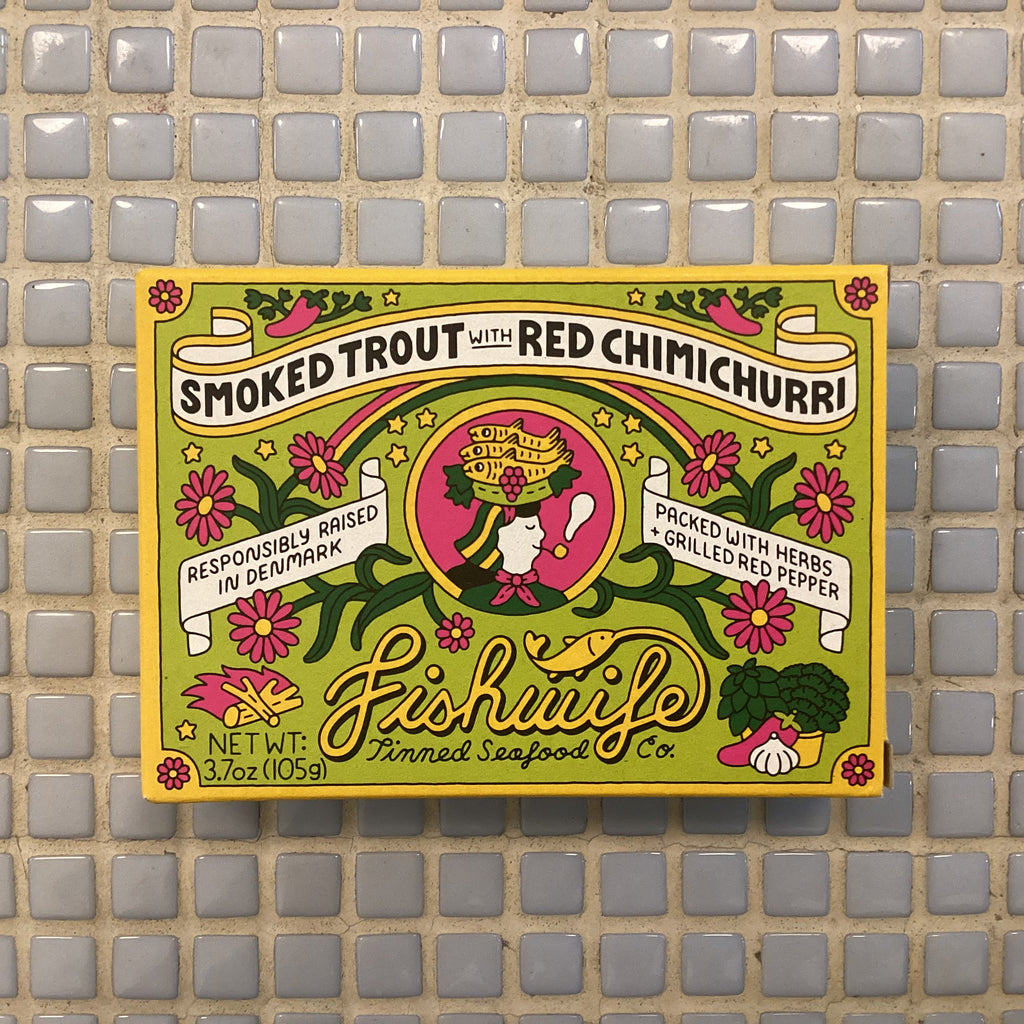 SMOKED TROUT WITH RED CHIMICHURRI
RESPONSIBLY RAISED
IN DENMARK
PACKED WITH HERBS
+ GRILLED RED PEPPER
Fishwife
Tinned Seafood Co.
NET WT:
3.7oz (105g)